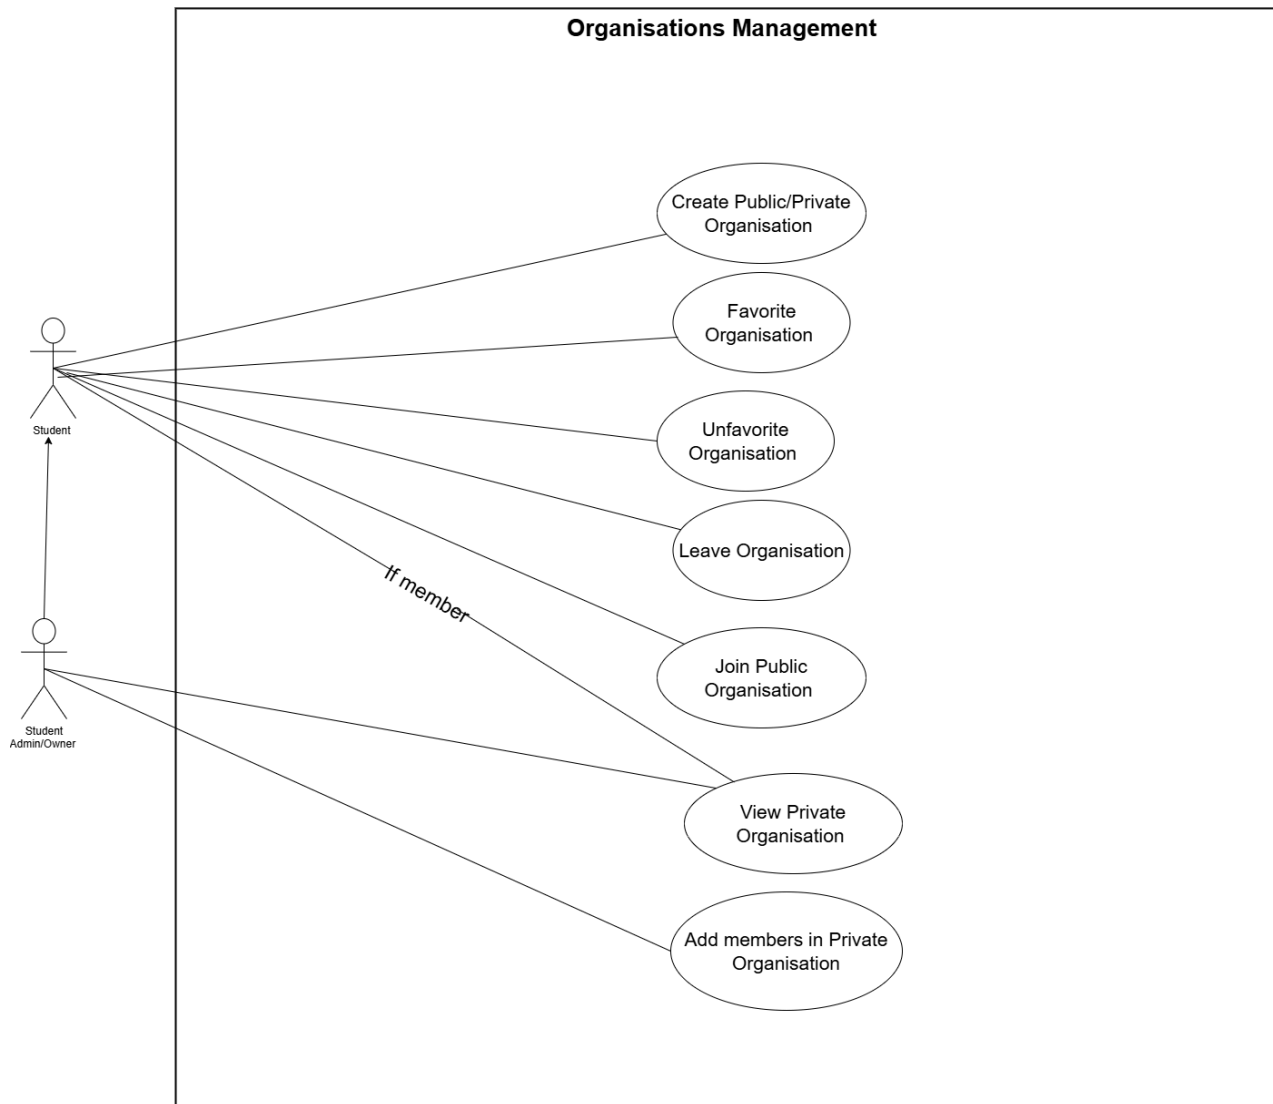 Organisations Management
Create Public/Private
Organisation
Favorite
Organisation
Unfavorite
Organisation
Student
Leave Organisation
If member
Join Public
Organisation
Student
Admin/Owner
View Private
Organisation
Add members in Private
Organisation